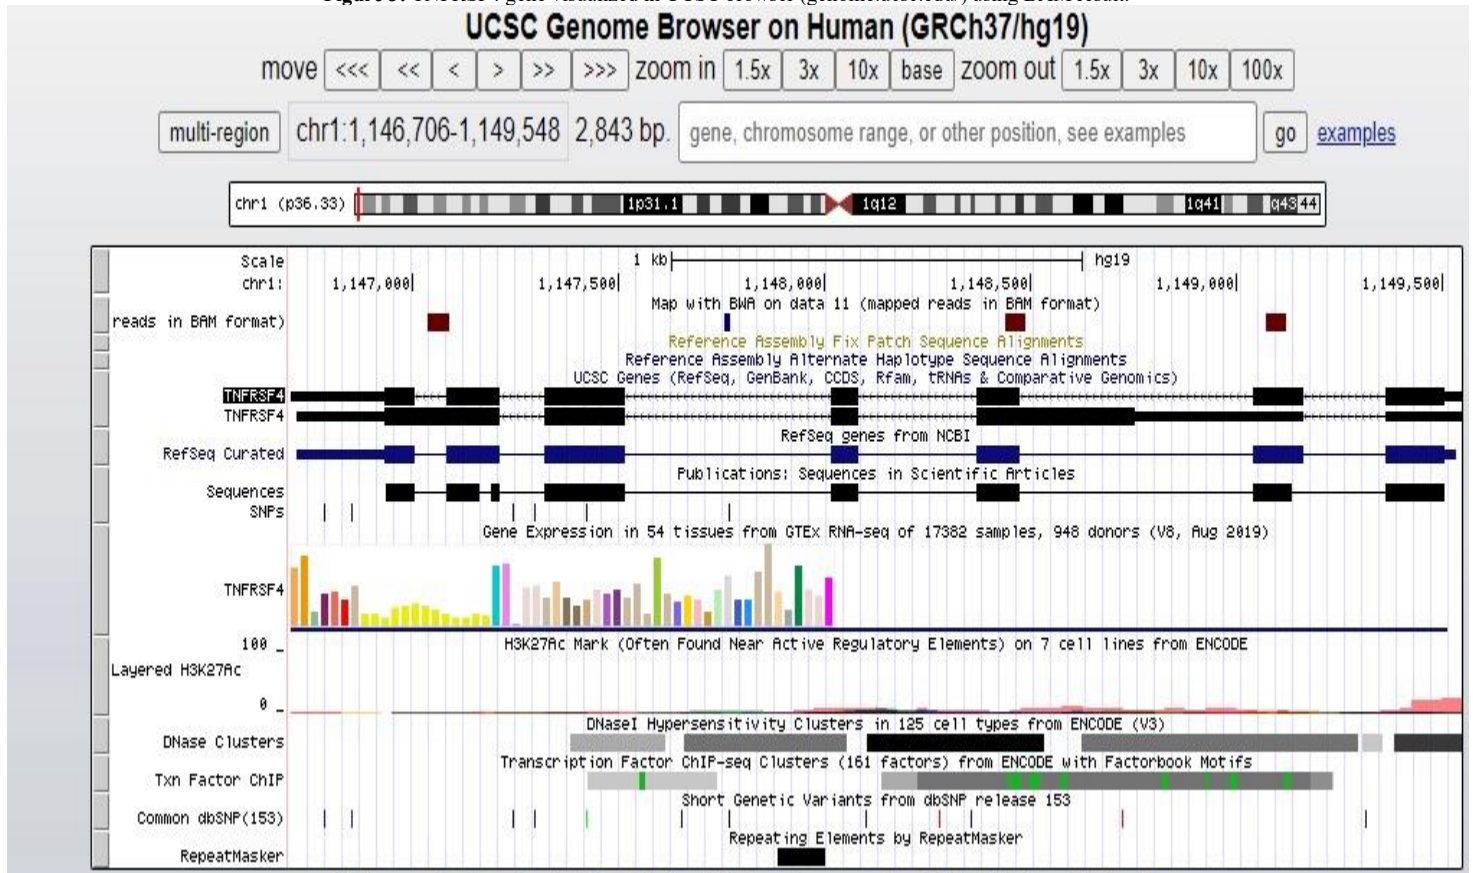 UCSC Genome Browser on Human (GRCh37/hg19)
move <<< << < > >> >>> zoom in 1.5x 3x 10x base zoom out 1.5x 3x 10x 100x
multi-region chr1:1,146,706-1,149,548 2,843 bp. gene, chromosome range, or other position, see examples go examples
chr1 (p36.33) 1p31.1 1q12 1q41 q43 44
Scale 1 kb hg19
chr1: 1,147,000 1,147,500 1,148,000 1,148,500 1,149,000 1,149,500
Map with BWA on data 11 (mapped reads in BAM format)
reads in BAM format)
Reference Assembly Fix Patch Sequence Alignments
Reference Assembly Alternate Haplotype Sequence Alignments
UCSC Genes (RefSeq, GenBank, CCDS, Rfam, tRNAs & Comparative Genomics)
TNFRSF4
TNFRSF4
RefSeq genes from NCBI
RefSeq Curated
Publications: Sequences in Scientific Articles
Sequences
SNPs
Gene Expression in 54 tissues from GTEx RNA-seq of 17382 samples, 948 donors (V8, Aug 2019)
TNFRSF4
100 _
H3K27Ac Mark (Often Found Near Active Regulatory Elements) on 7 cell lines from ENCODE
Layered H3K27Ac
0 _
DNaseI Hypersensitivity Clusters in 125 cell types from ENCODE (V3)
DNase Clusters
Transcription Factor ChIP-seq Clusters (161 factors) from ENCODE with Factorbook Motifs
Txn Factor ChIP
Short Genetic Variants from dbSNP release 153
Common dbSNP(153)
Repeating Elements by RepeatMasker
RepeatMasker